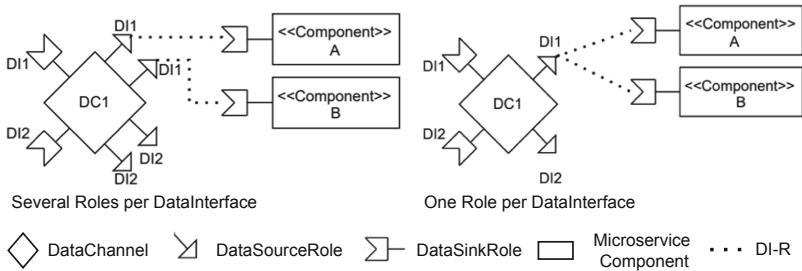 DI1
<<Component>>
A
DI1
DI1
DC1
<<Component>>
B
DI2
DI2
DI2
Several Roles per DataInterface
DI1
<<Component>>
A
DI1
DC1
<<Component>>
B
DI2
DI2
One Role per DataInterface
DataChannel
DataSourceRole
DataSinkRole
Microservice
Component
DI-R